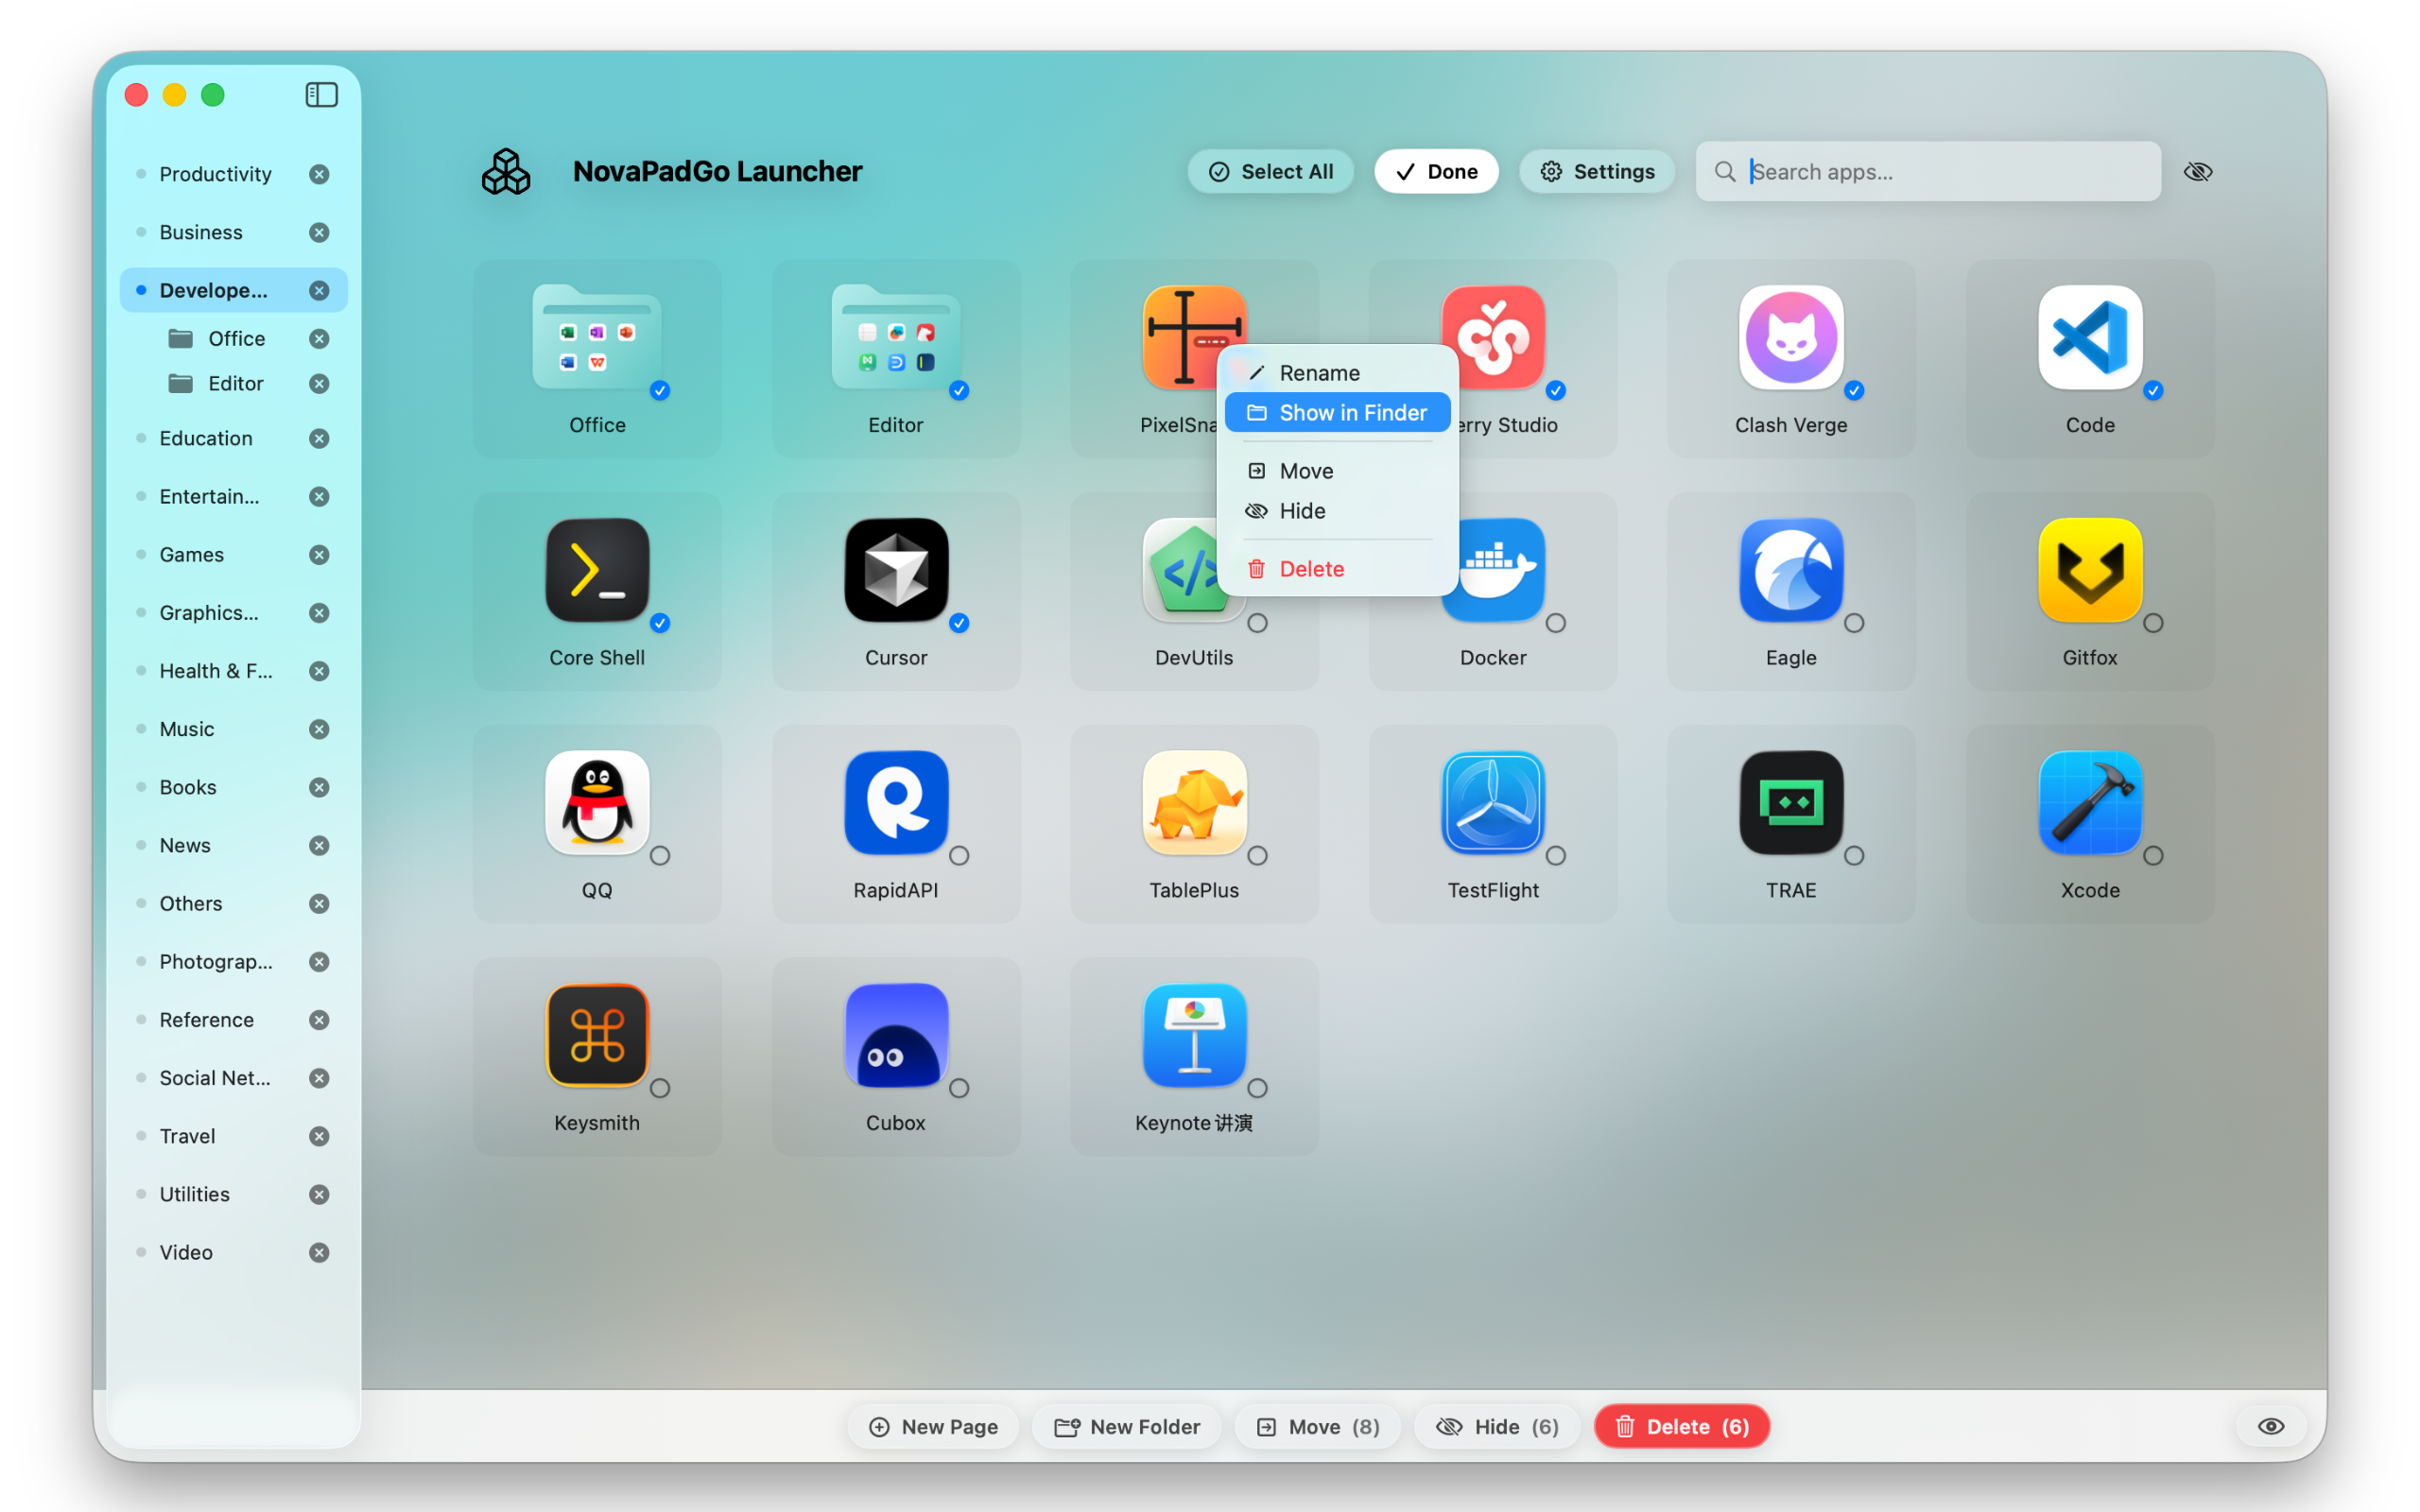 NovaPadGo Launcher
Select All
Done
Settings
Search apps...
Productivity
Business
Develope...
Office
Editor
Education
Entertain...
Games
Graphics...
Health & F...
Music
Books
News
Others
Photograp...
Reference
Social Net...
Travel
Utilities
Video
Office
Editor
PixelSna
erry Studio
Clash Verge
Code
Rename
Show in Finder
Move
Hide
Delete
Core Shell
Cursor
DevUtils
Docker
Eagle
Gitfox
QQ
RapidAPI
TablePlus
TestFlight
TRAE
Xcode
Keysmith
Cubox
Keynote 讲演
New Page
New Folder
Move (8)
Hide (6)
Delete (6)